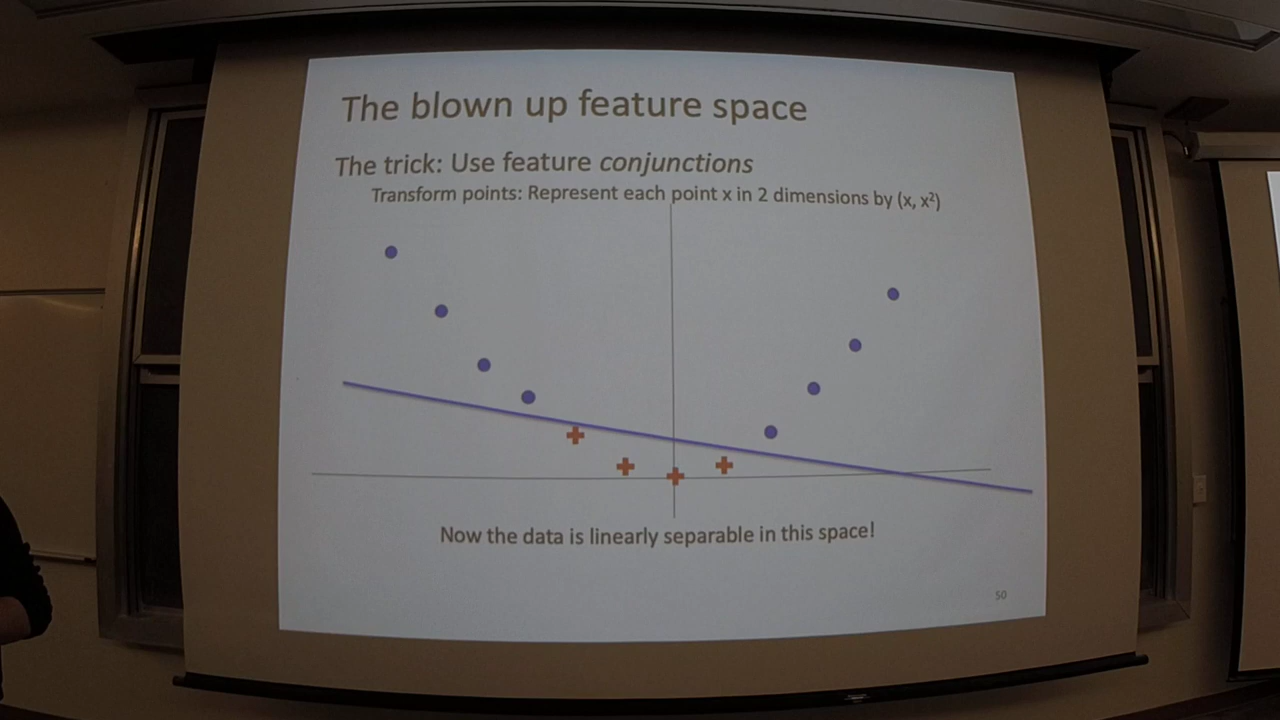 The blown up feature space
The trick: Use feature conjunctions
Transform points: Represent each point x in 2 dimensions by (x, x²)
Now the data is linearly separable in this space!
50